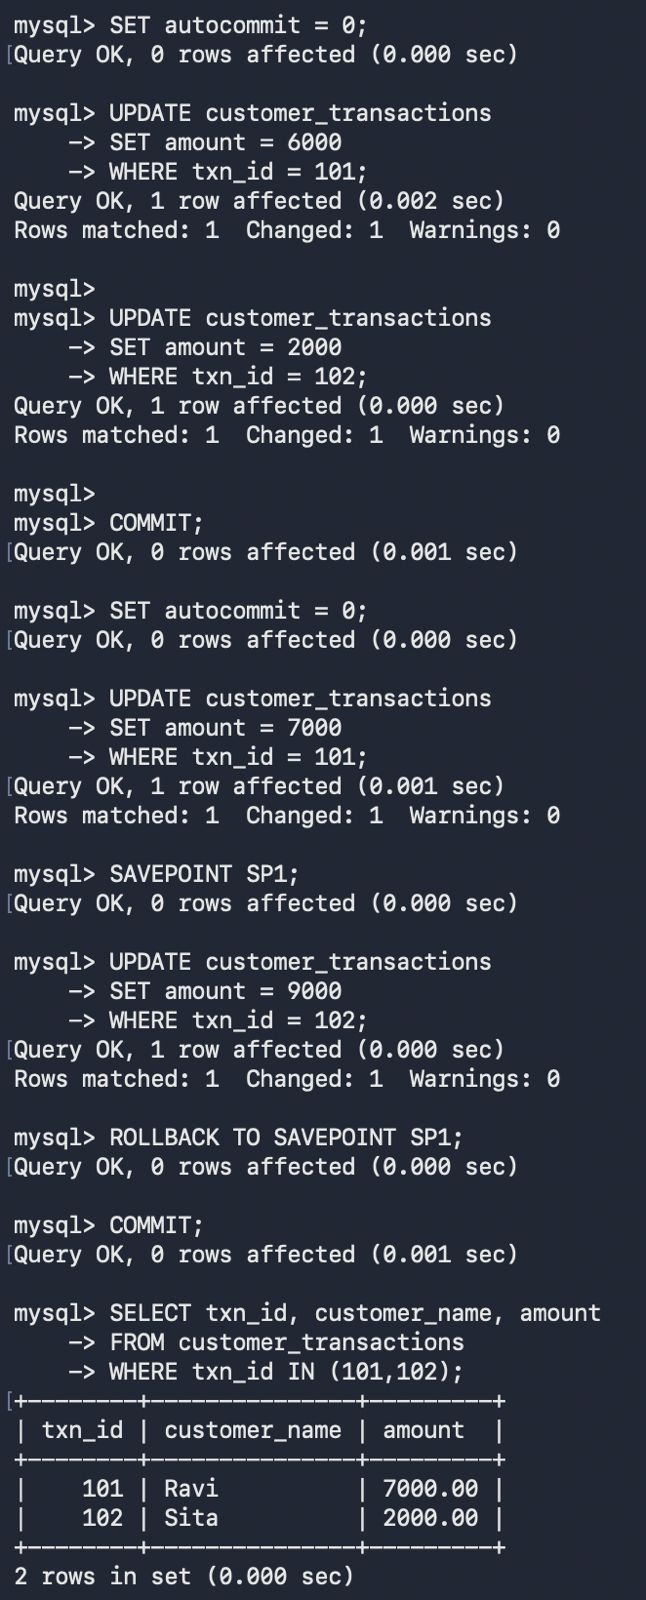 mysql> SET autocommit = 0;
[Query OK, 0 rows affected (0.000 sec)
mysql> UPDATE customer_transactions
    -> SET amount = 6000
    -> WHERE txn_id = 101;
Query OK, 1 row affected (0.002 sec)
Rows matched: 1  Changed: 1  Warnings: 0
mysql>
mysql> UPDATE customer_transactions
    -> SET amount = 2000
    -> WHERE txn_id = 102;
Query OK, 1 row affected (0.000 sec)
Rows matched: 1  Changed: 1  Warnings: 0
mysql>
mysql> COMMIT;
[Query OK, 0 rows affected (0.001 sec)
mysql> SET autocommit = 0;
[Query OK, 0 rows affected (0.000 sec)
mysql> UPDATE customer_transactions
    -> SET amount = 7000
    -> WHERE txn_id = 101;
[Query OK, 1 row affected (0.001 sec)
Rows matched: 1  Changed: 1  Warnings: 0
mysql> SAVEPOINT SP1;
[Query OK, 0 rows affected (0.000 sec)
mysql> UPDATE customer_transactions
    -> SET amount = 9000
    -> WHERE txn_id = 102;
[Query OK, 1 row affected (0.000 sec)
Rows matched: 1  Changed: 1  Warnings: 0
mysql> ROLLBACK TO SAVEPOINT SP1;
[Query OK, 0 rows affected (0.000 sec)
mysql> COMMIT;
[Query OK, 0 rows affected (0.001 sec)
mysql> SELECT txn_id, customer_name, amount
    -> FROM customer_transactions
    -> WHERE txn_id IN (101,102);
[+--------+---------------+---------+
| txn_id | customer_name | amount  |
+--------+---------------+---------+
|    101 | Ravi          | 7000.00 |
|    102 | Sita          | 2000.00 |
+--------+---------------+---------+
2 rows in set (0.000 sec)